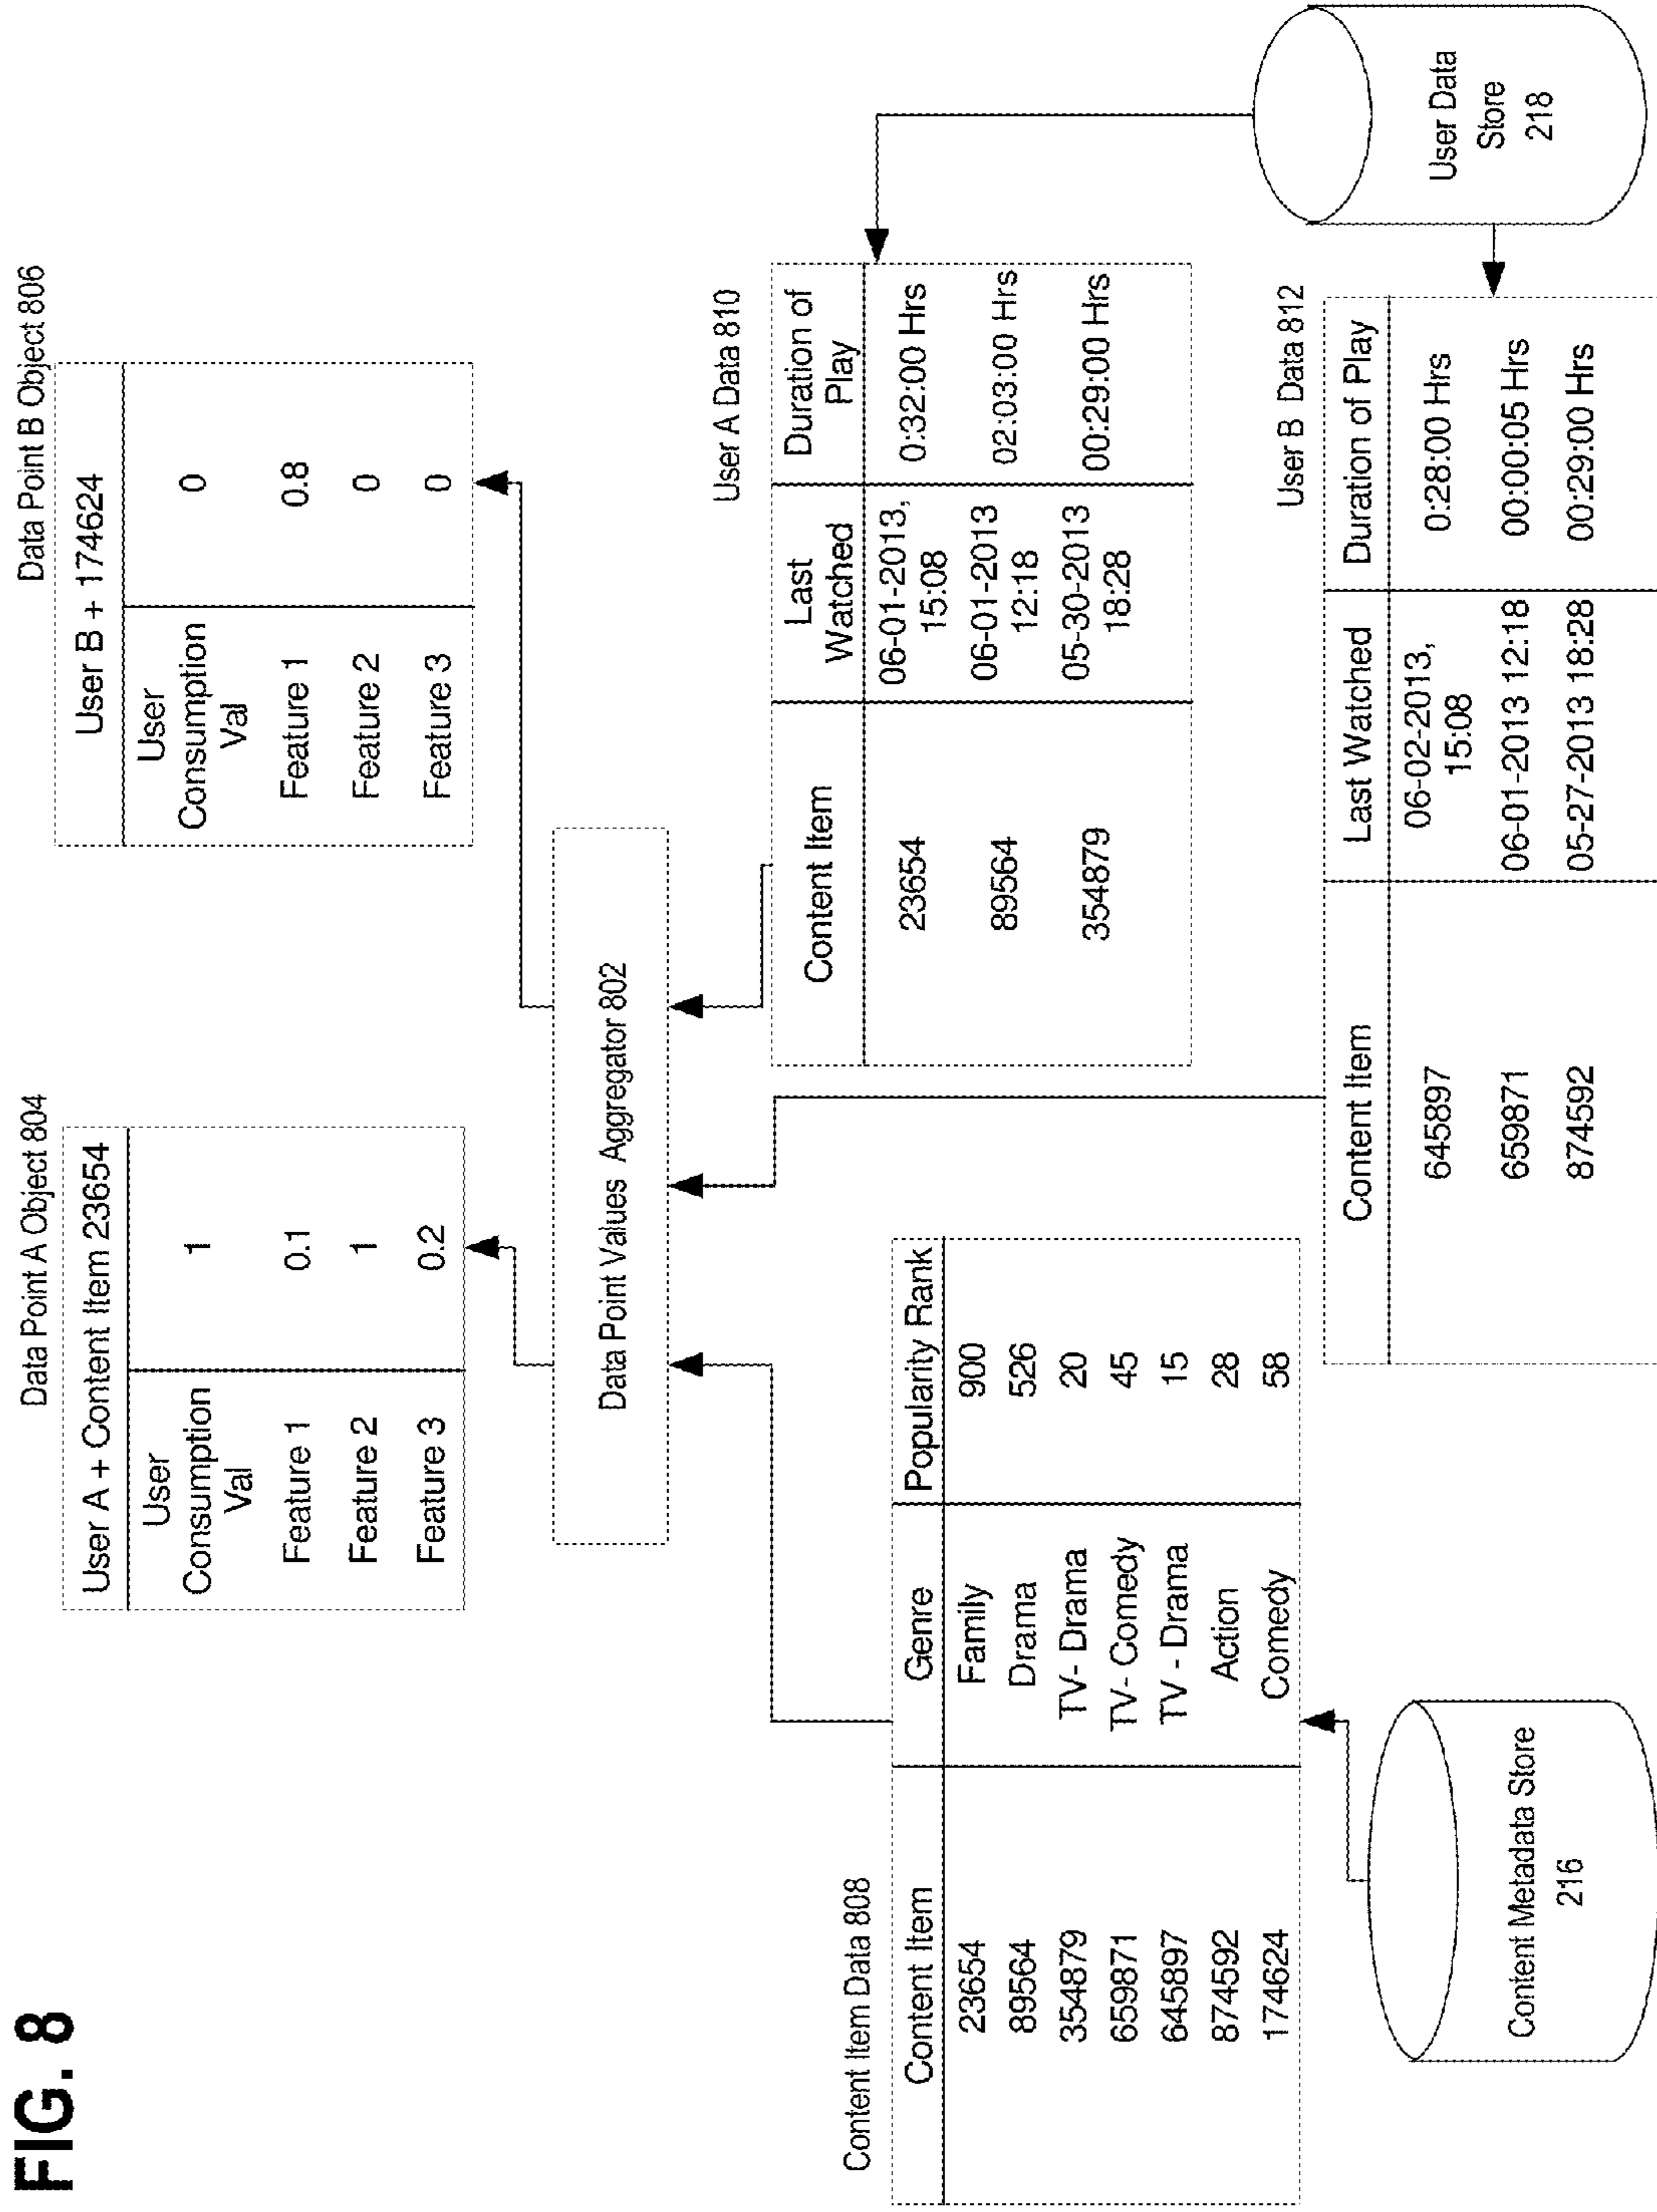 FIG. 8
Data Point A Object 804
User A + Content Item 23654
User
Consumption
Val
1
Feature 1
0.1
Feature 2
1
Feature 3
0.2
Data Point B Object 806
User B + 174624
User
Consumption
Val
0
Feature 1
0.8
Feature 2
0
Feature 3
0
Data Point Values Aggregator 802
Content Item Data 808
Content Item Genre Popularity Rank
23654 Family 900
89564 Drama 526
354879 TV- Drama 20
659871 TV- Comedy 45
645897 TV - Drama 15
874592 Action 28
174624 Comedy 58
Content Metadata Store
216
User A Data 810
Content Item
Last
Watched
Duration of
Play
23654
06-01-2013,
15:08
0:32:00 Hrs
89564
06-01-2013
12:18
02:03:00 Hrs
354879
05-30-2013
18:28
00:29:00 Hrs
User B Data 812
Content Item Last Watched Duration of Play
645897
06-02-2013,
15:08
0:28:00 Hrs
659871 06-01-2013 12:18 00:00:05 Hrs
874592 05-27-2013 18:28 00:29:00 Hrs
User Data
Store
218